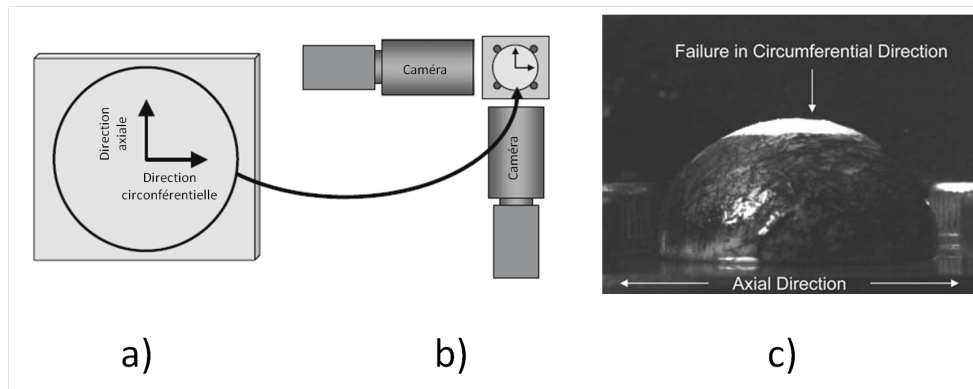 Direction
axiale
Direction
circonférentielle
Caméra
Caméra
Failure in Circumferential Direction
Axial Direction
a)
b)
c)